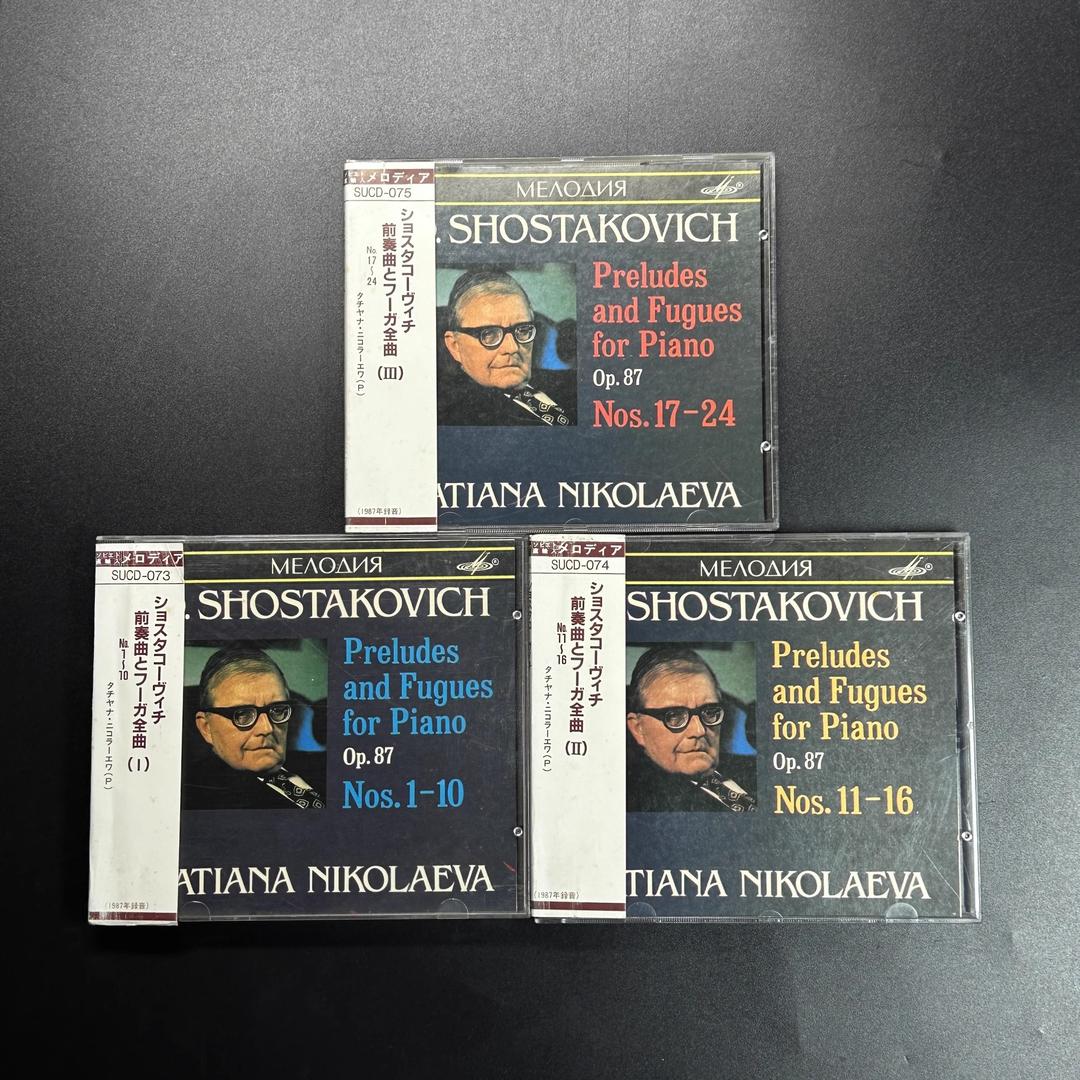 メロディア
SUCD-075
ショスタコーヴィチ
前奏曲とフーガ全曲(III)
No.17〜24
タチヤナ・ニコラーエワ(P)
(1987年録音)
МЕЛОДИЯ
. SHOSTAKOVICH
Preludes
and Fugues
for Piano
Op. 87
Nos. 17-24
ATIANA NIKOLAEVA
メロディア
SUCD-073
ショスタコーヴィチ
前奏曲とフーガ全曲(I)
No.1〜10
タチヤナ・ニコラーエワ(P)
(1987年録音)
МЕЛОДИЯ
. SHOSTAKOVICH
Preludes
and Fugues
for Piano
Op. 87
Nos. 1-10
ATIANA NIKOLAEVA
メロディア
SUCD-074
ショスタコーヴィチ
前奏曲とフーガ全曲(II)
No.11〜16
タチヤナ・ニコラーエワ(P)
(1987年録音)
МЕЛОДИЯ
SHOSTAKOVICH
Preludes
and Fugues
for Piano
Op. 87
Nos. 11-16
TIANA NIKOLAEVA